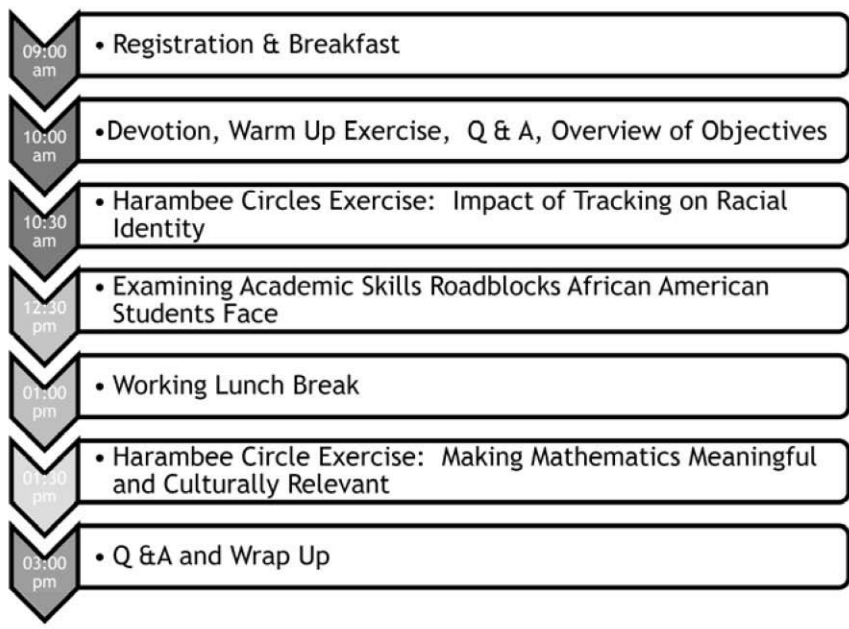 09:00
am
• Registration & Breakfast
10:00
am
•Devotion, Warm Up Exercise, Q & A, Overview of Objectives
10:30
am
• Harambee Circles Exercise: Impact of Tracking on Racial
Identity
12:30
pm
• Examining Academic Skills Roadblocks African American
Students Face
01:00
pm
• Working Lunch Break
01:30
pm
• Harambee Circle Exercise: Making Mathematics Meaningful
and Culturally Relevant
03:00
pm
• Q &A and Wrap Up